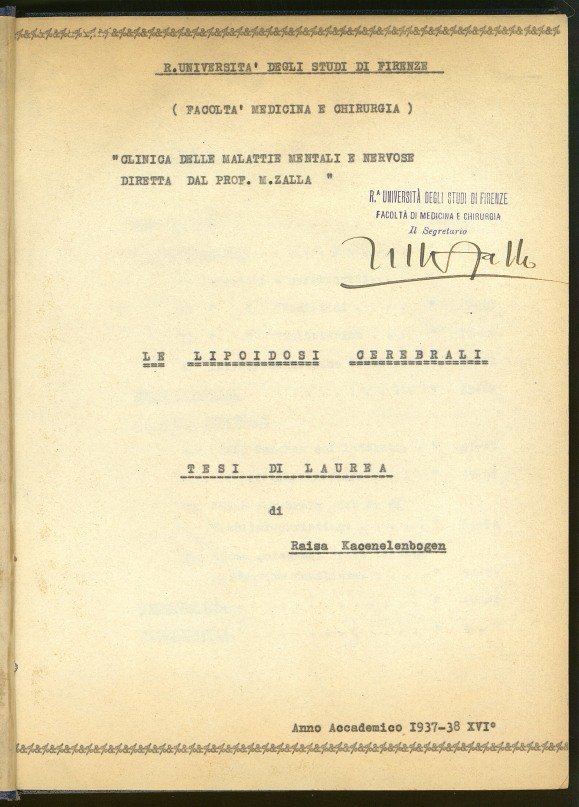 R.UNIVERSITA' DEGLI STUDI DI FIRENZE
( FACOLTA' MEDICINA E CHIRURGIA )
"CLINICA DELLE MALATTIE MENTALI E NERVOSE
DIRETTA DAL PROF. M.ZALLA "
R.ª UNIVERSITÀ DEGLI STUDI DI FIRENZE
FACOLTÀ DI MEDICINA E CHIRURGIA
Il Segretario
LE LIPOIDOSI CEREBRALI
TESI DI LAUREA
di
Raisa Kacenelenbogen
Anno Accademico 1937-38 XVIº